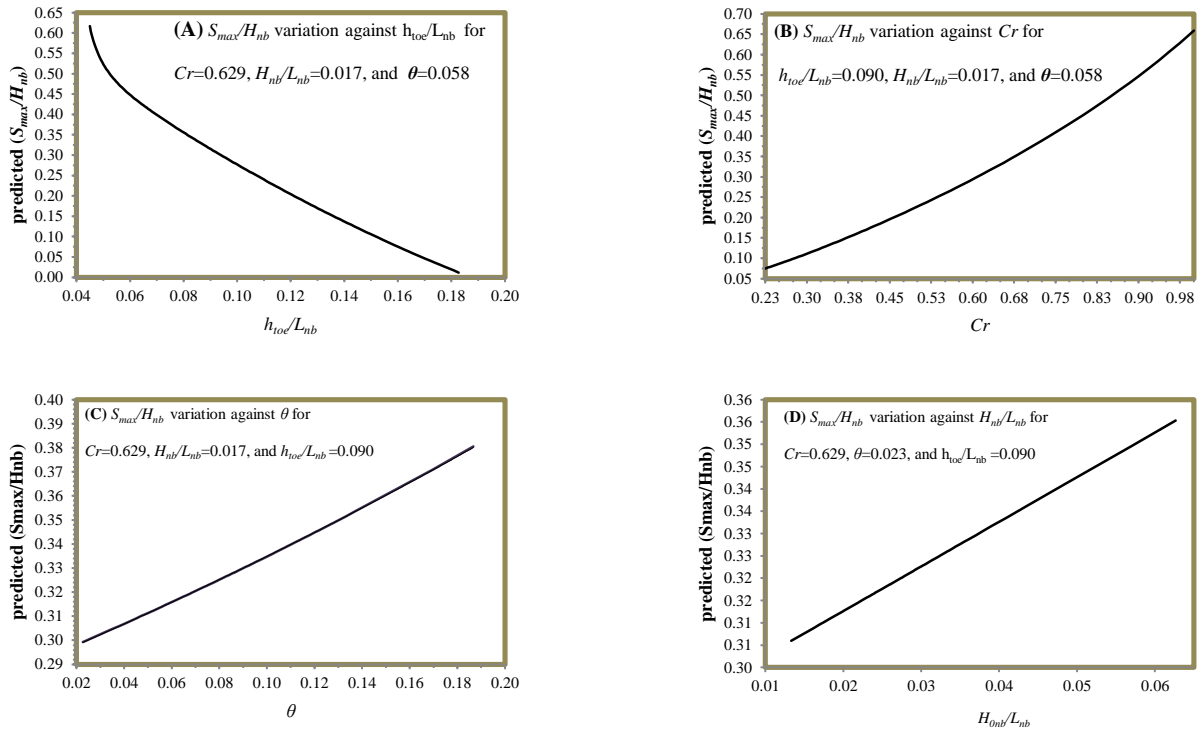 (A) Smax/Hnb variation against htoe/Lnb for
Cr=0.629, Hnb/Lnb=0.017, and θ=0.058
predicted (Smax/Hnb)
0.65
0.60
0.55
0.50
0.45
0.40
0.35
0.30
0.25
0.20
0.15
0.10
0.05
0.00
0.04 0.06 0.08 0.10 0.12 0.14 0.16 0.18 0.20
htoe/Lnb
(B) Smax/Hnb variation against Cr for
htoe/Lnb=0.090, Hnb/Lnb=0.017, and θ=0.058
predicted (Smax/Hnb)
0.70
0.65
0.60
0.55
0.50
0.45
0.40
0.35
0.30
0.25
0.20
0.15
0.10
0.05
0.23 0.30 0.38 0.45 0.53 0.60 0.68 0.75 0.83 0.90 0.98
Cr
(C) Smax/Hnb variation against θ for
Cr=0.629, Hnb/Lnb=0.017, and htoe/Lnb =0.090
predicted (Smax/Hnb)
0.40
0.39
0.38
0.37
0.36
0.35
0.34
0.33
0.32
0.31
0.30
0.29
0.02 0.04 0.06 0.08 0.10 0.12 0.14 0.16 0.18 0.20
θ
(D) Smax/Hnb variation against Hnb/Lnb for
Cr=0.629, θ=0.023, and htoe/Lnb =0.090
predicted (Smax/Hnb)
0.36
0.36
0.35
0.35
0.34
0.34
0.33
0.33
0.32
0.32
0.31
0.31
0.30
0.01 0.02 0.03 0.04 0.05 0.06
H0nb/Lnb